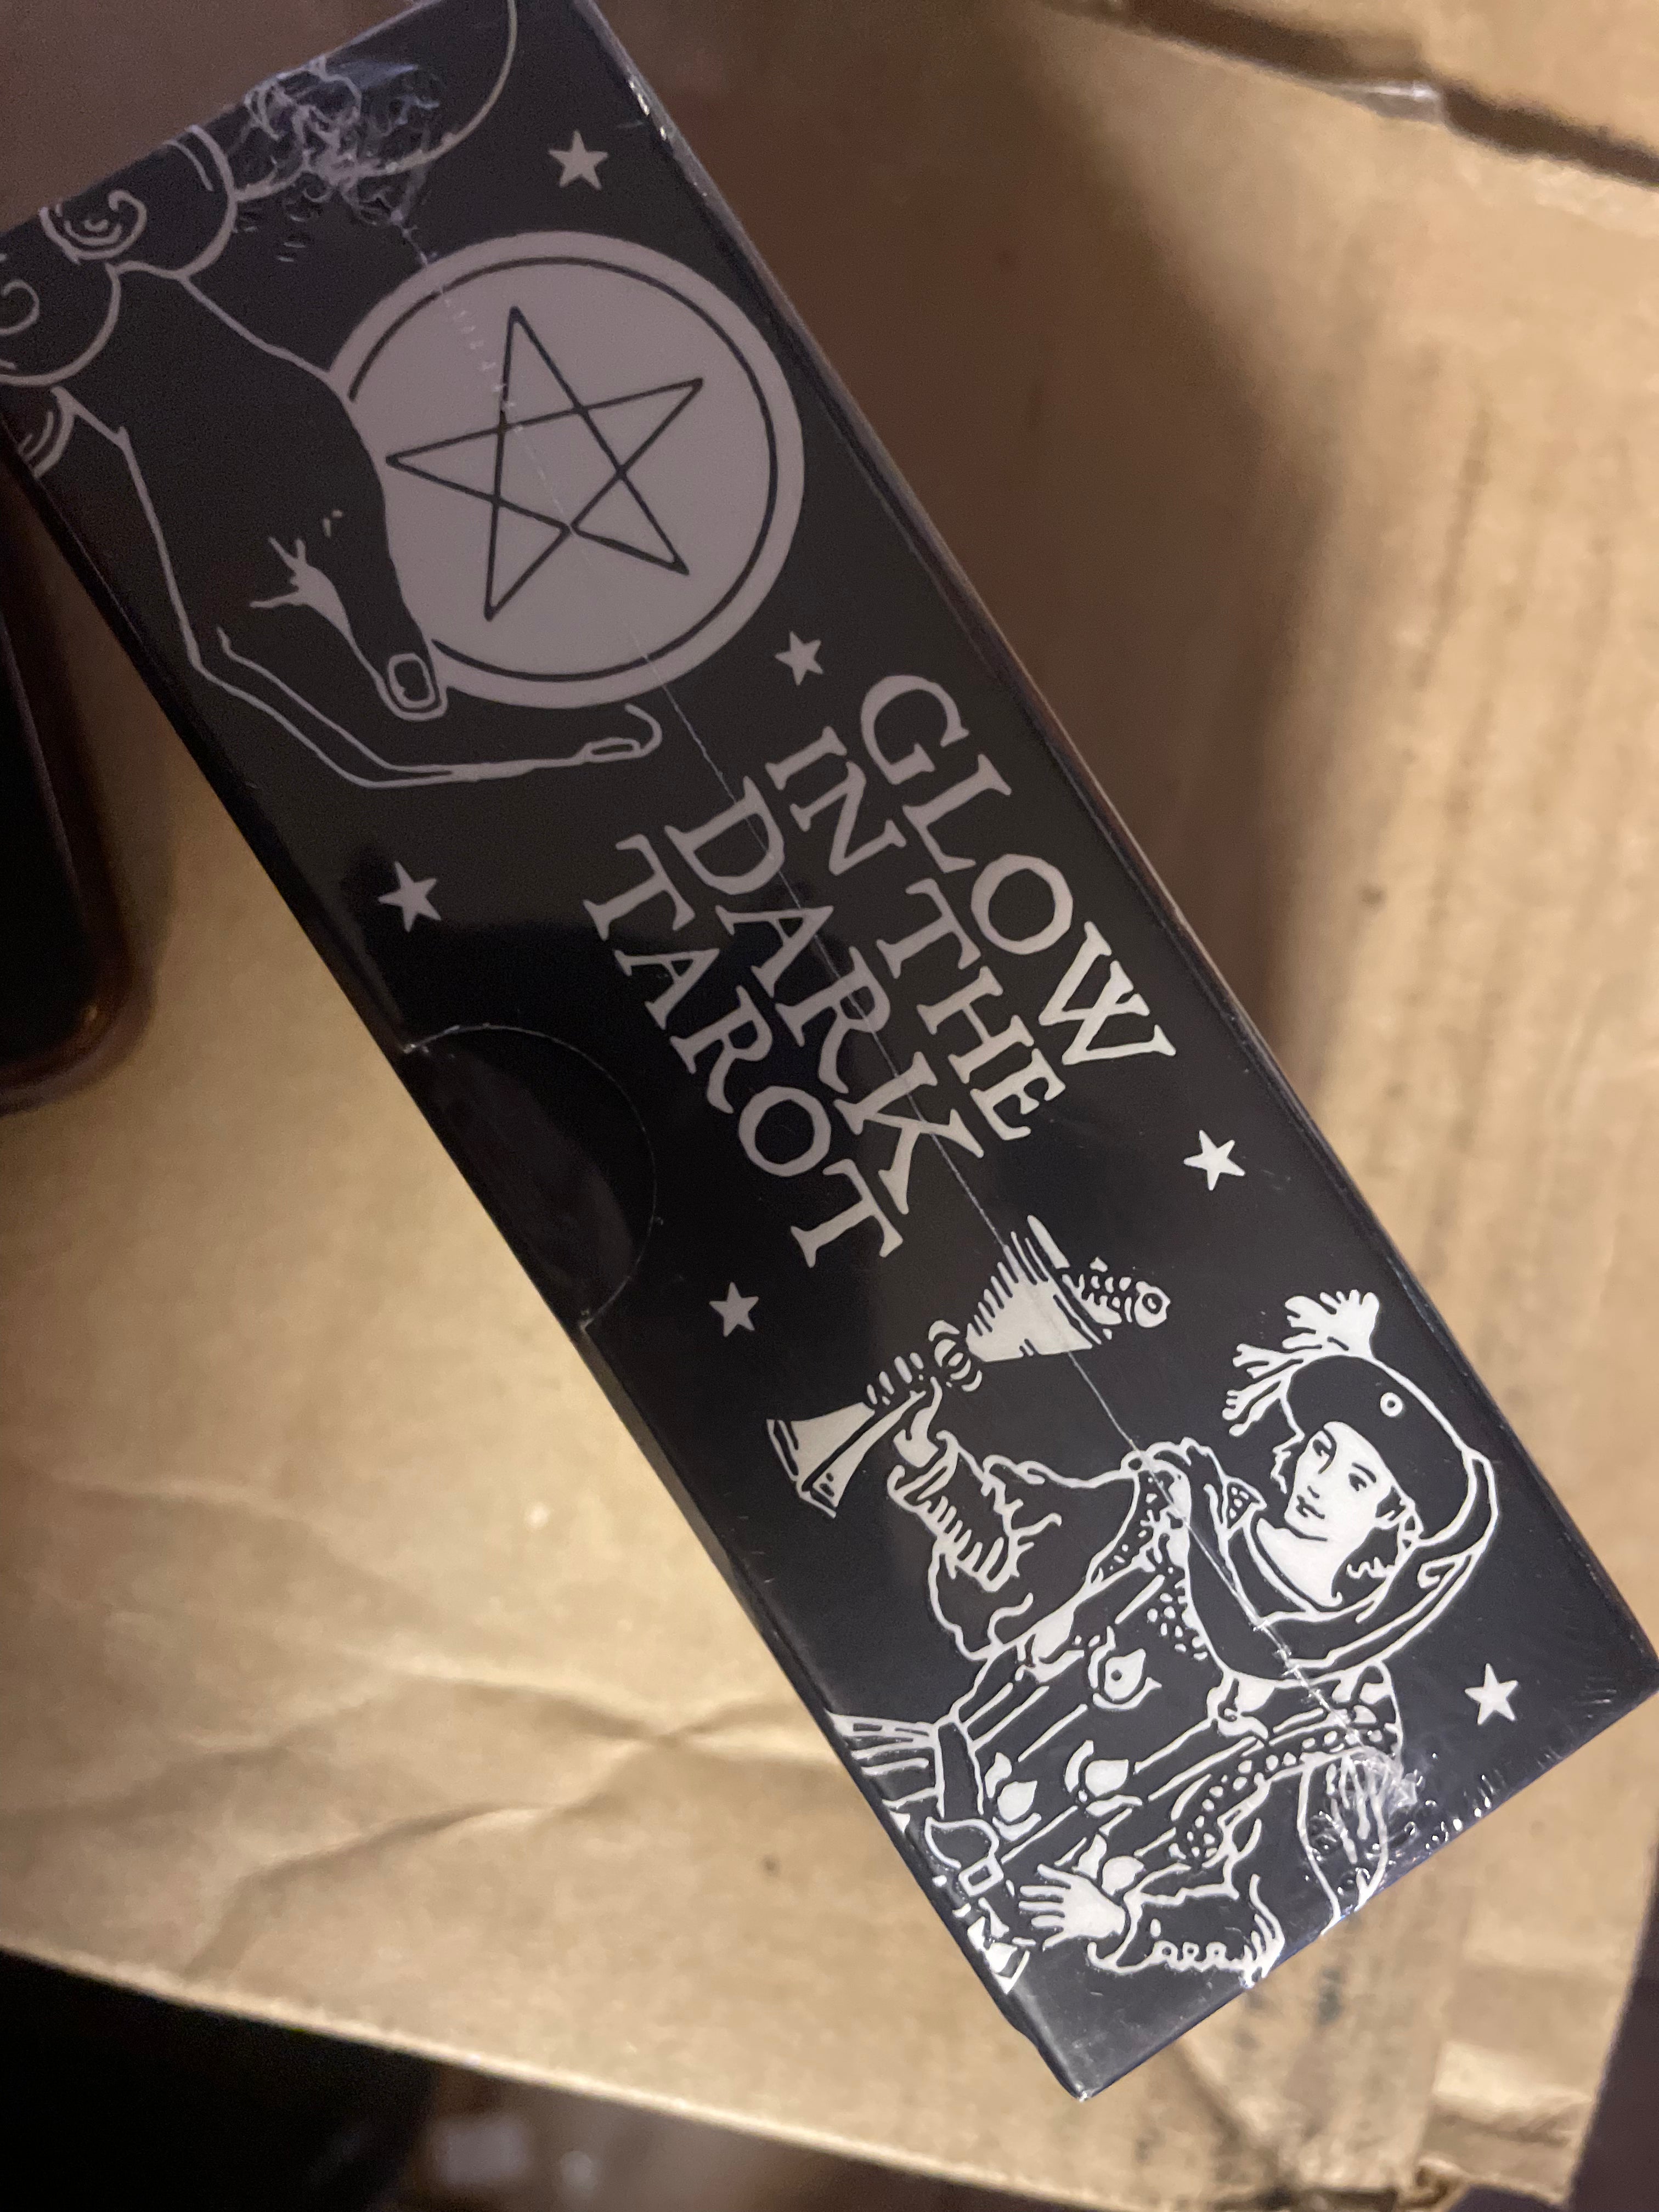 GLOW
IN THE
DARK
TAROT